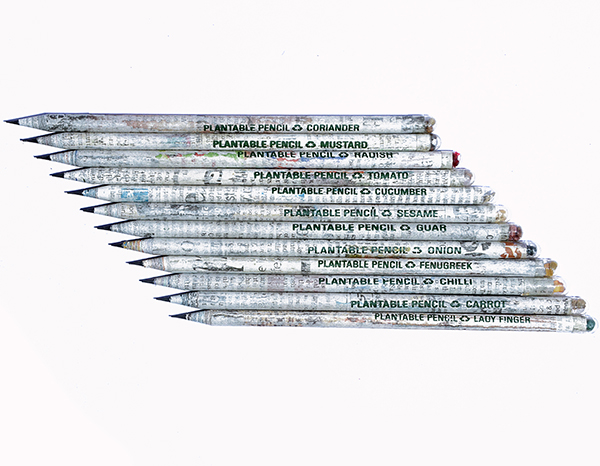 PLANTABLE PENCIL ♻ CORIANDER
PLANTABLE PENCIL ♻ MUSTARD
PLANTABLE PENCIL ♻ RADISH
PLANTABLE PENCIL ♻ TOMATO
PLANTABLE PENCIL ♻ CUCUMBER
PLANTABLE PENCIL ♻ SESAME
PLANTABLE PENCIL ♻ GUAR
PLANTABLE PENCIL ♻ ONION
PLANTABLE PENCIL ♻ FENUGREEK
PLANTABLE PENCIL ♻ CHILLI
PLANTABLE PENCIL ♻ CARROT
PLANTABLE PENCIL ♻ LADY FINGER